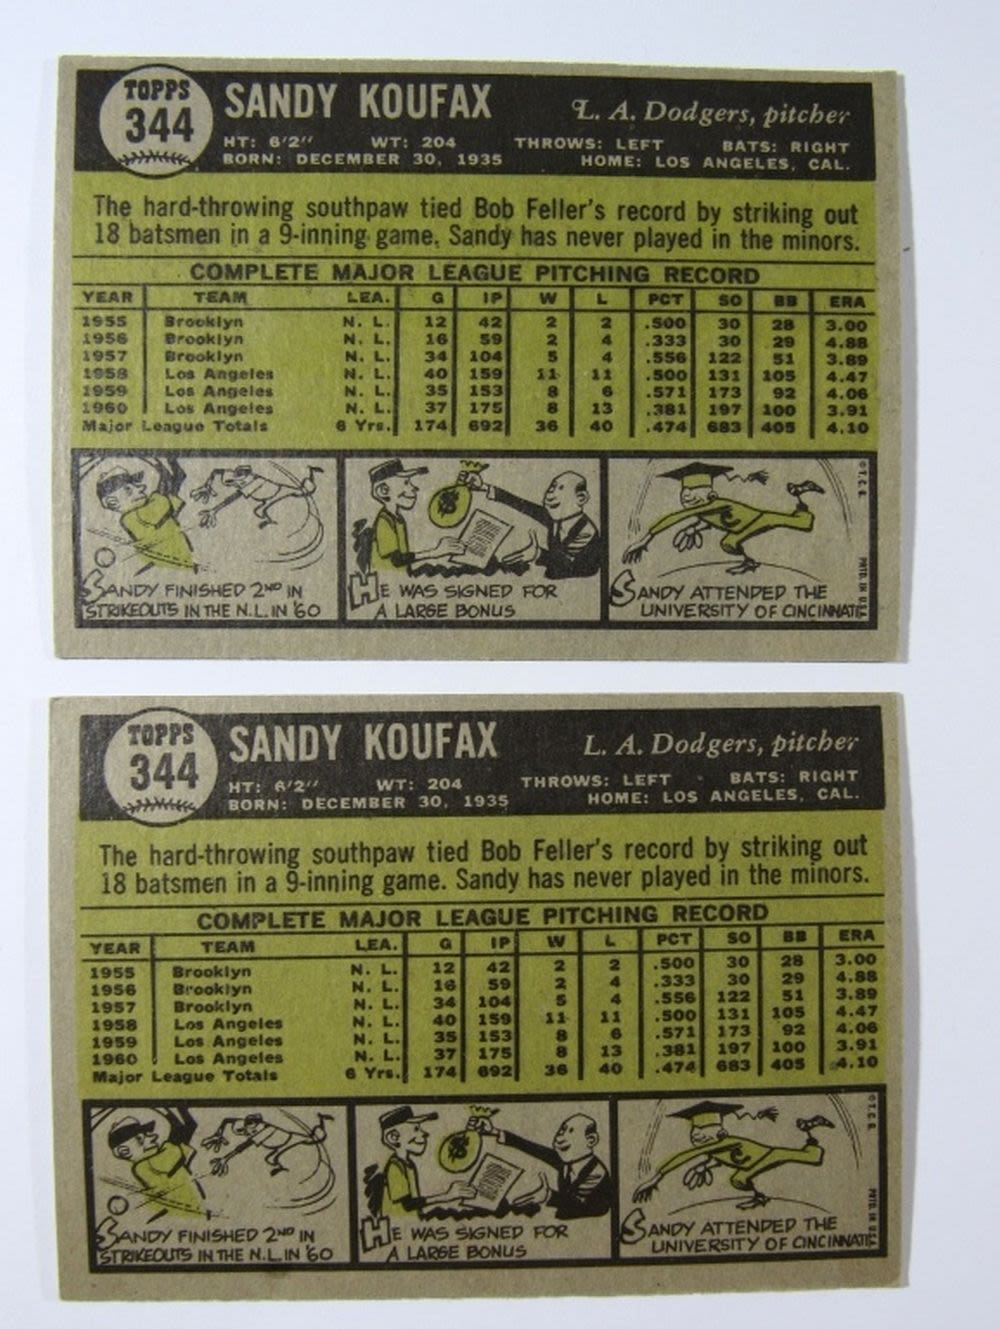 TOPPS
344
SANDY KOUFAX
L. A. Dodgers, pitcher
HT: 6'2" WT: 204 THROWS: LEFT BATS: RIGHT
BORN: DECEMBER 30, 1935 HOME: LOS ANGELES, CAL.
The hard-throwing southpaw tied Bob Feller's record by striking out
18 batsmen in a 9-inning game. Sandy has never played in the minors.
COMPLETE MAJOR LEAGUE PITCHING RECORD
YEAR TEAM LEA. G IP W L PCT SO BB ERA
1955 Brooklyn N. L. 12 42 2 2 .500 30 28 3.00
1956 Brooklyn N. L. 16 59 2 4 .333 30 29 4.88
1957 Brooklyn N. L. 34 104 5 4 .556 122 51 3.89
1958 Los Angeles N. L. 40 159 11 11 .500 131 105 4.47
1959 Los Angeles N. L. 35 153 8 6 .571 173 92 4.06
1960 Los Angeles N. L. 37 175 8 13 .381 197 100 3.91
Major League Totals 6 Yrs. 174 692 36 40 .474 683 405 4.10
SANDY FINISHED 2ND IN
STRIKEOUTS IN THE N.L. IN '60
$
HE WAS SIGNED FOR
A LARGE BONUS
C
SANDY ATTENDED THE
UNIVERSITY OF CINCINNATI
© T.C.G.
PRTD. IN U.S.A.
TOPPS
344
SANDY KOUFAX
L. A. Dodgers, pitcher
HT: 6'2" WT: 204 THROWS: LEFT BATS: RIGHT
BORN: DECEMBER 30, 1935 HOME: LOS ANGELES, CAL.
The hard-throwing southpaw tied Bob Feller's record by striking out
18 batsmen in a 9-inning game. Sandy has never played in the minors.
COMPLETE MAJOR LEAGUE PITCHING RECORD
YEAR TEAM LEA. G IP W L PCT SO BB ERA
1955 Brooklyn N. L. 12 42 2 2 .500 30 28 3.00
1956 Brooklyn N. L. 16 59 2 4 .333 30 29 4.88
1957 Brooklyn N. L. 34 104 5 4 .556 122 51 3.89
1958 Los Angeles N. L. 40 159 11 11 .500 131 105 4.47
1959 Los Angeles N. L. 35 153 8 6 .571 173 92 4.06
1960 Los Angeles N. L. 37 175 8 13 .381 197 100 3.91
Major League Totals 6 Yrs. 174 692 36 40 .474 683 405 4.10
SANDY FINISHED 2ND IN
STRIKEOUTS IN THE N.L. IN '60
$
HE WAS SIGNED FOR
A LARGE BONUS
C
SANDY ATTENDED THE
UNIVERSITY OF CINCINNATI
© T.C.G.
PRTD. IN U.S.A.